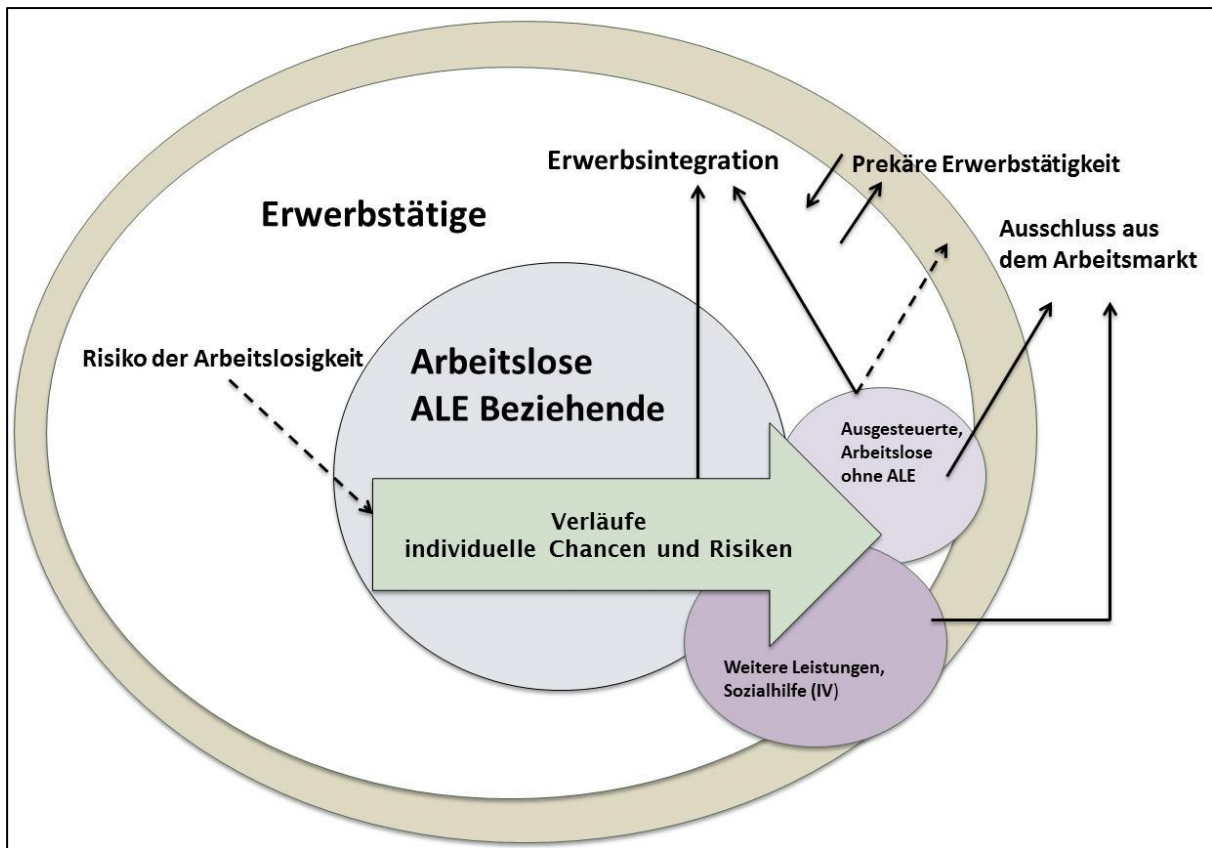 Erwerbsintegration
Prekäre Erwerbstätigkeit
Erwerbstätige
Ausschluss aus
dem Arbeitsmarkt
Risiko der Arbeitslosigkeit
Arbeitslose
ALE Beziehende
Ausgesteuerte,
Arbeitslose
ohne ALE
Verläufe
individuelle Chancen und Risiken
Weitere Leistungen,
Sozialhilfe (IV)